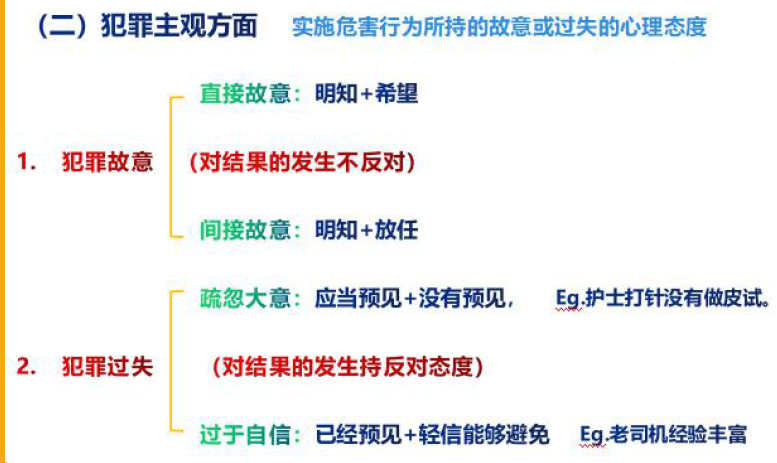 （二）犯罪主观方面 实施危害行为所持的故意或过失的心理态度
直接故意：明知+希望
1. 犯罪故意 （对结果的发生不反对）
间接故意：明知+放任
疏忽大意：应当预见+没有预见， Eg.护士打针没有做皮试。
2. 犯罪过失 （对结果的发生持反对态度）
过于自信：已经预见+轻信能够避免 Eg.老司机经验丰富